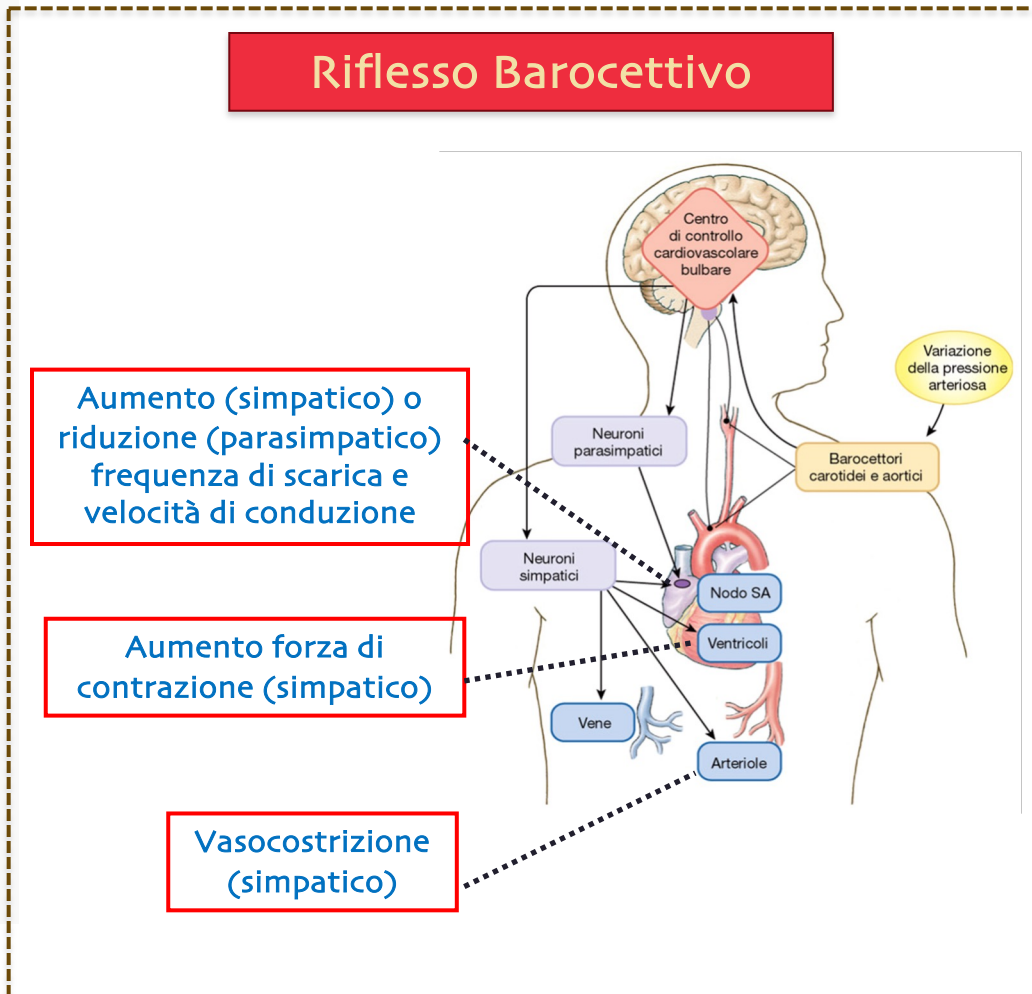 Riflesso Barocettivo
Centro
di controllo
cardiovascolare
bulbare
Variazione
della pressione
arteriosa
Aumento (simpatico) o
riduzione (parasimpatico)
frequenza di scarica e
velocità di conduzione
Neuroni
parasimpatici
Barocettori
carotidei e aortici
Neuroni
simpatici
Nodo SA
Aumento forza di
contrazione (simpatico)
Ventricoli
Vene
Arteriole
Vasocostrizione
(simpatico)